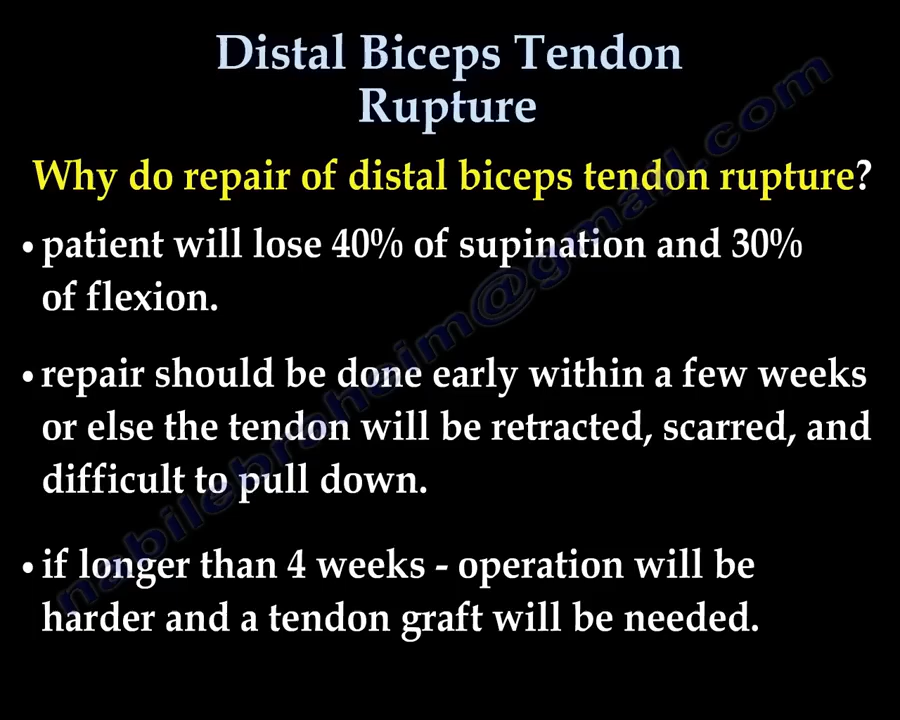 Distal Biceps Tendon
Rupture
Why do repair of distal biceps tendon rupture?
• patient will lose 40% of supination and 30%
of flexion.
• repair should be done early within a few weeks
or else the tendon will be retracted, scarred, and
difficult to pull down.
• if longer than 4 weeks - operation will be
harder and a tendon graft will be needed.
nabilebraheim@gmail.com